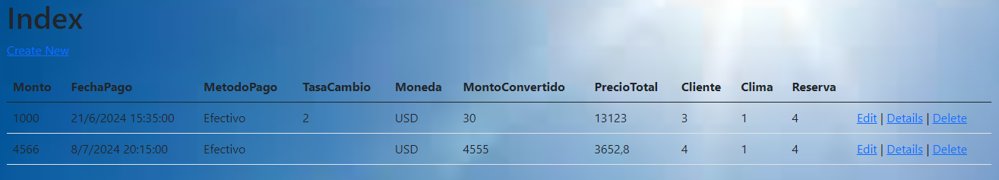 Index
Create New
Monto FechaPago MetodoPago TasaCambio Moneda MontoConvertido PrecioTotal Cliente Clima Reserva
1000 21/6/2024 15:35:00 Efectivo 2 USD 30 13123 3 1 4 Edit | Details | Delete
4566 8/7/2024 20:15:00 Efectivo USD 4555 3652,8 4 1 4 Edit | Details | Delete